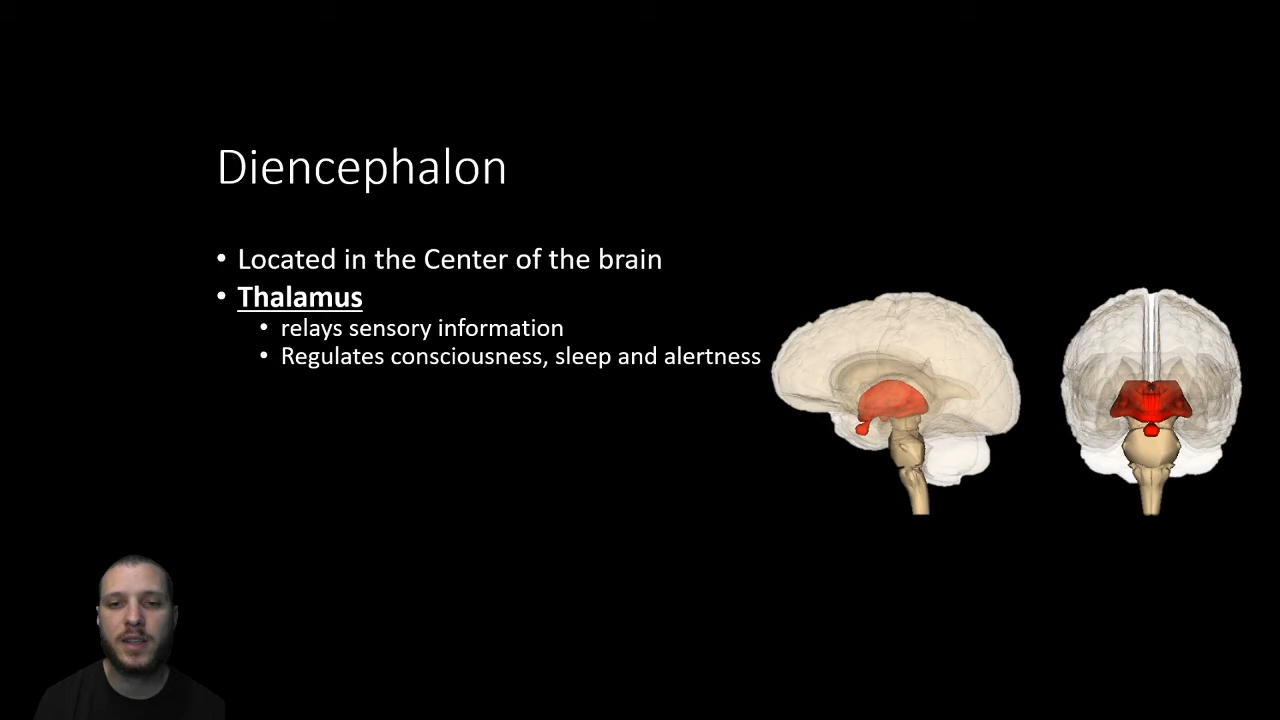 Diencephalon
• Located in the Center of the brain
• Thalamus
• relays sensory information
• Regulates consciousness, sleep and alertness